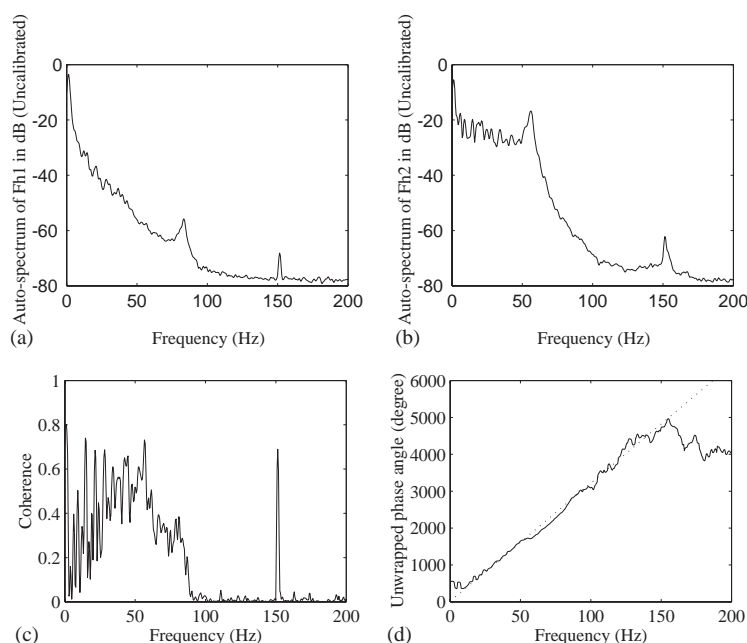 Auto-spectrum of Fh1 in dB (Uncalibrated)
0
-20
-40
-60
-80
0 50 100 150 200
Frequency (Hz)
(a)
Auto-spectrum of Fh2 in dB (Uncalibrated)
0
-20
-40
-60
-80
0 50 100 150 200
Frequency (Hz)
(b)
Coherence
1
0.8
0.6
0.4
0.2
0
0 50 100 150 200
Frequency (Hz)
(c)
Unwrapped phase angle (degree)
6000
5000
4000
3000
2000
1000
0
0 50 100 150 200
Frequency (Hz)
(d)